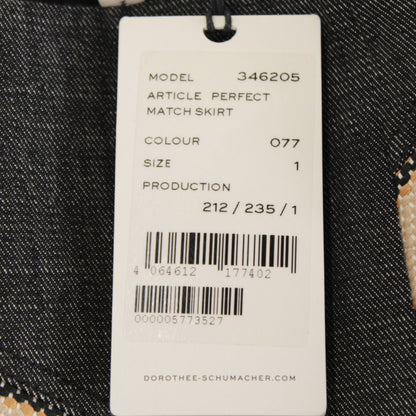 MODEL 346205
ARTICLE PERFECT
MATCH SKIRT
COLOUR 077
SIZE 1
PRODUCTION
212 / 235 / 1
4 064612 177402
000005773527
DOROTHEE-SCHUMACHER.COM